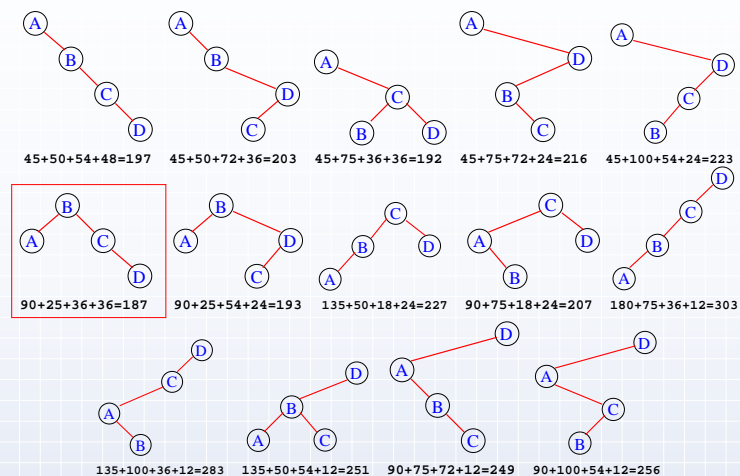 A
B
C
D
45+50+54+48=197
A
B
D
C
45+50+72+36=203
A
C
B
D
45+75+36+36=192
A
D
B
C
45+75+72+24=216
A
D
C
B
45+100+54+24=223
B
A
C
D
90+25+36+36=187
B
A
D
C
90+25+54+24=193
C
B
D
A
135+50+18+24=227
C
A
D
B
90+75+18+24=207
D
C
B
A
180+75+36+12=303
D
C
A
B
135+100+36+12=283
D
B
A
C
135+50+54+12=251
D
A
B
C
90+75+72+12=249
D
A
C
B
90+100+54+12=256